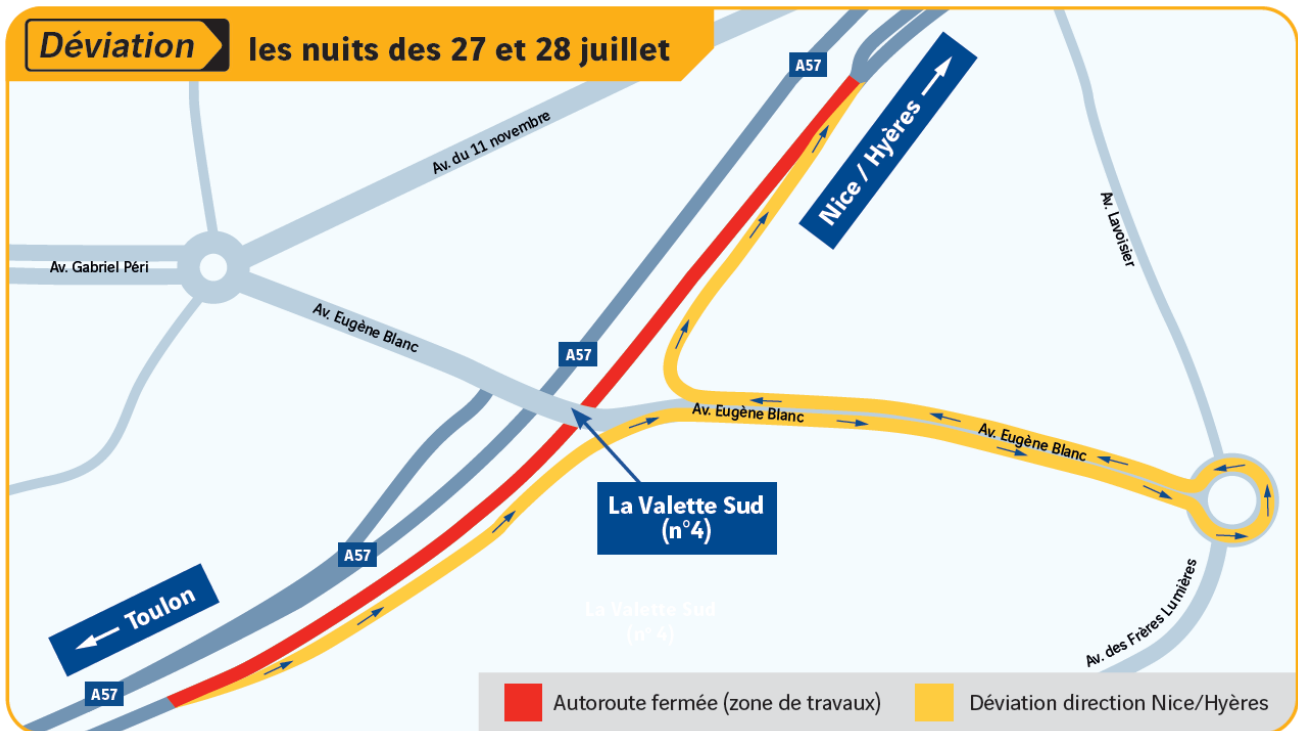 Déviation les nuits des 27 et 28 juillet
A57
Nice / Hyères
Av. du 11 novembre
Av. Lavoisier
Av. Gabriel Péri
Av. Eugène Blanc
A57
Av. Eugène Blanc
Av. Eugène Blanc
La Valette Sud
(n°4)
A57
Toulon
La Valette Sud
(n° 4)
Av. des Frères Lumières
A57
Autoroute fermée (zone de travaux)
Déviation direction Nice/Hyères